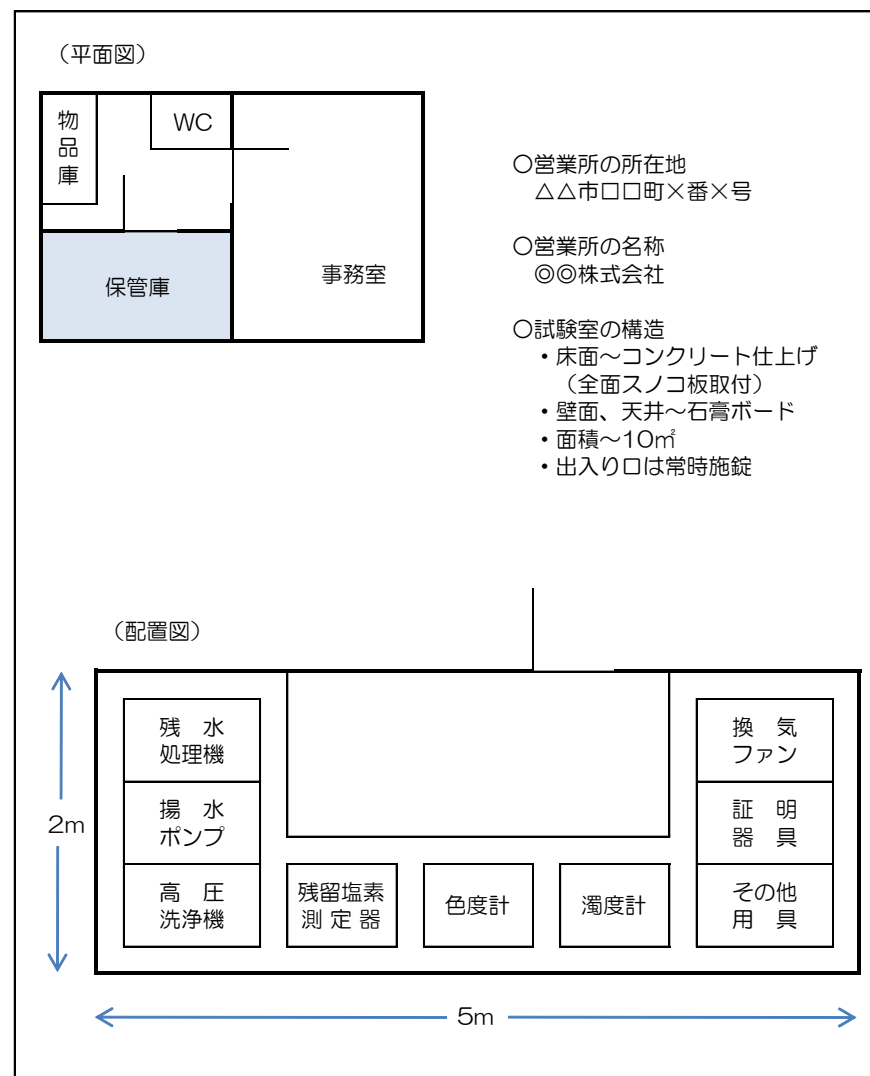 （平面図）
物品庫
WC
保管庫
事務室
〇営業所の所在地
△△市□□町×番×号
〇営業所の名称
◎◎株式会社
〇試験室の構造
・床面～コンクリート仕上げ
（全面スノコ板取付）
・壁面、天井～石膏ボード
・面積～10㎡
・出入り口は常時施錠
（配置図）
残　水
処理機
揚　水
ポンプ
高　圧
洗浄機
残留塩素
測 定 器
色度計
濁度計
換　気
ファン
証　明
器　具
その他
用　具
2m
5m